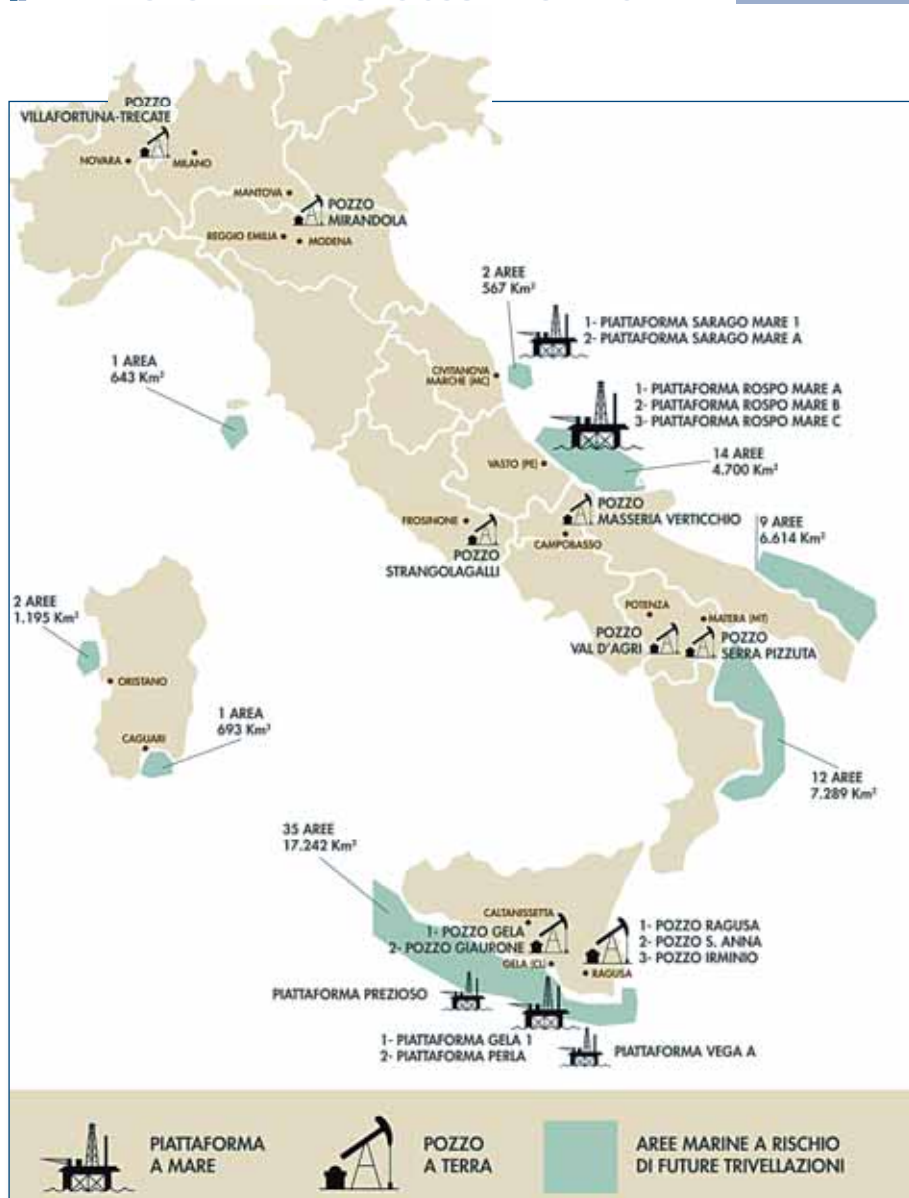 POZZO
VILLAFORTUNA-TRECATE
NOVARA
MILANO
MANTOVA
POZZO
MIRANDOLA
REGGIO EMILIA
MODENA
2 AREE
567 Km²
1- PIATTAFORMA SARAGO MARE 1
2- PIATTAFORMA SARAGO MARE A
1 AREA
643 Km²
CIVITANOVA
MARCHE (MC)
1- PIATTAFORMA ROSPO MARE A
2- PIATTAFORMA ROSPO MARE B
3- PIATTAFORMA ROSPO MARE C
VASTO (PE)
14 AREE
4.700 Km²
FROSINONE
POZZO
STRANGOLAGALLI
POZZO
MASSERIA VERTICCHIO
CAMPOBASSO
9 AREE
6.614 Km²
2 AREE
1.195 Km²
ORISTANO
POTENZA
MATERA (MT)
POZZO
VAL D'AGRI
POZZO
SERRA PIZZUTA
1 AREA
693 Km²
CAGUARI
12 AREE
7.289 Km²
35 AREE
17.242 Km²
CALTANISSETTA
1- POZZO GELA
2- POZZO GIAURONE
GELA (CL)
1- POZZO RAGUSA
2- POZZO S. ANNA
3- POZZO IRMINIO
RAGUSA
PIATTAFORMA PREZIOSO
1- PIATTAFORMA GELA 1
2- PIATTAFORMA PERLA
PIATTAFORMA VEGA A
PIATTAFORMA
A MARE
POZZO
A TERRA
AREE MARINE A RISCHIO
DI FUTURE TRIVELLAZIONI